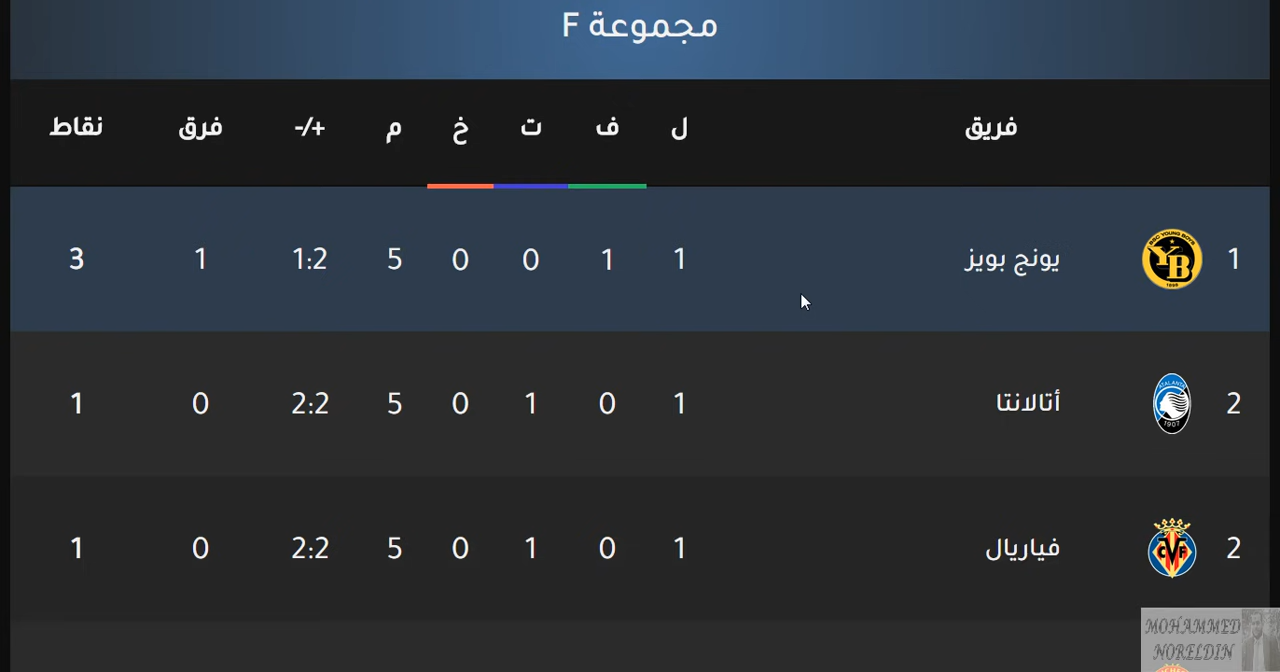 مجموعة F
فريق ل ف ت خ م +/- فرق نقاط
1 يونج بويز 1 1 0 0 5 1:2 1 3
2 أتالانتا 1 0 1 0 5 2:2 0 1
2 فياريال 1 0 1 0 5 2:2 0 1
MOHAMMED
NORELDIN